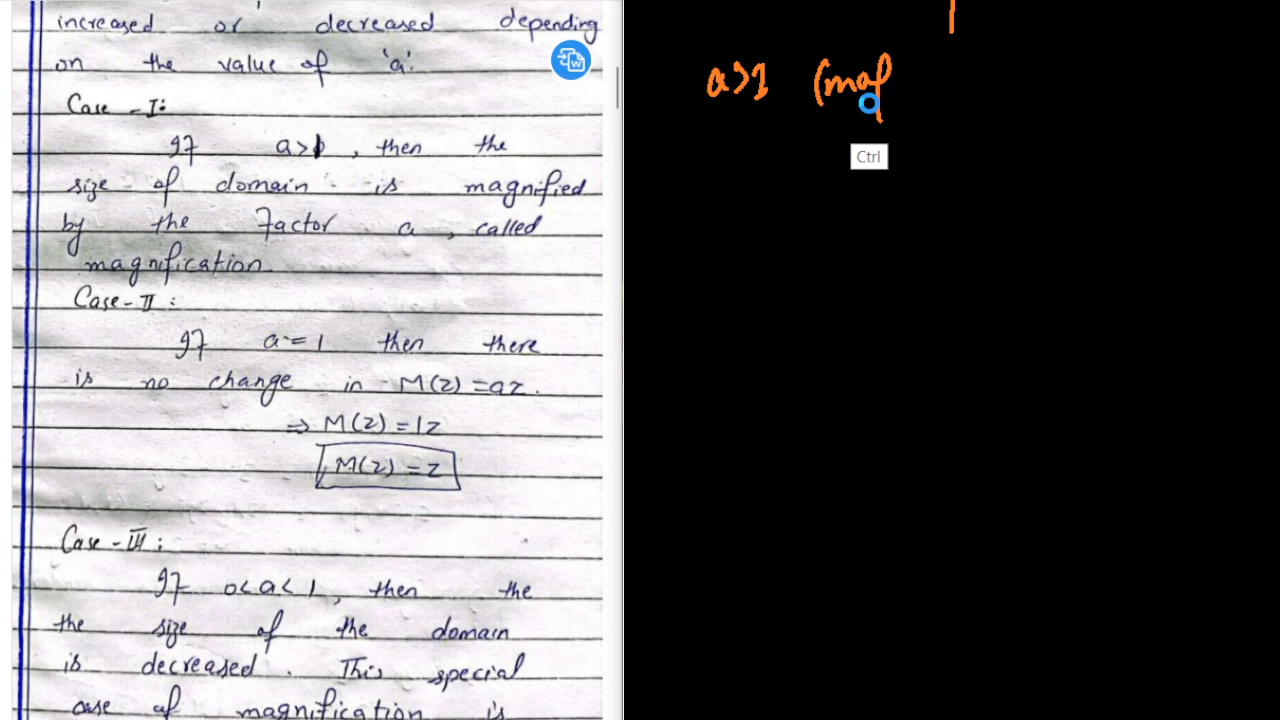 increased or decreased depending
on the value of 'a'.
Case - I:
If a>1, then the
size of domain is magnified
by the Factor a, called
magnification.
Case - II :
If a = 1 then there
is no change in M(z) = az.
⇒ M(z) = 1z
M(z) = z
Case - III :
If 0< a< 1, then the
the size of the domain
is decreased. This special
case of magnification is
a>1 (maf
Ctrl